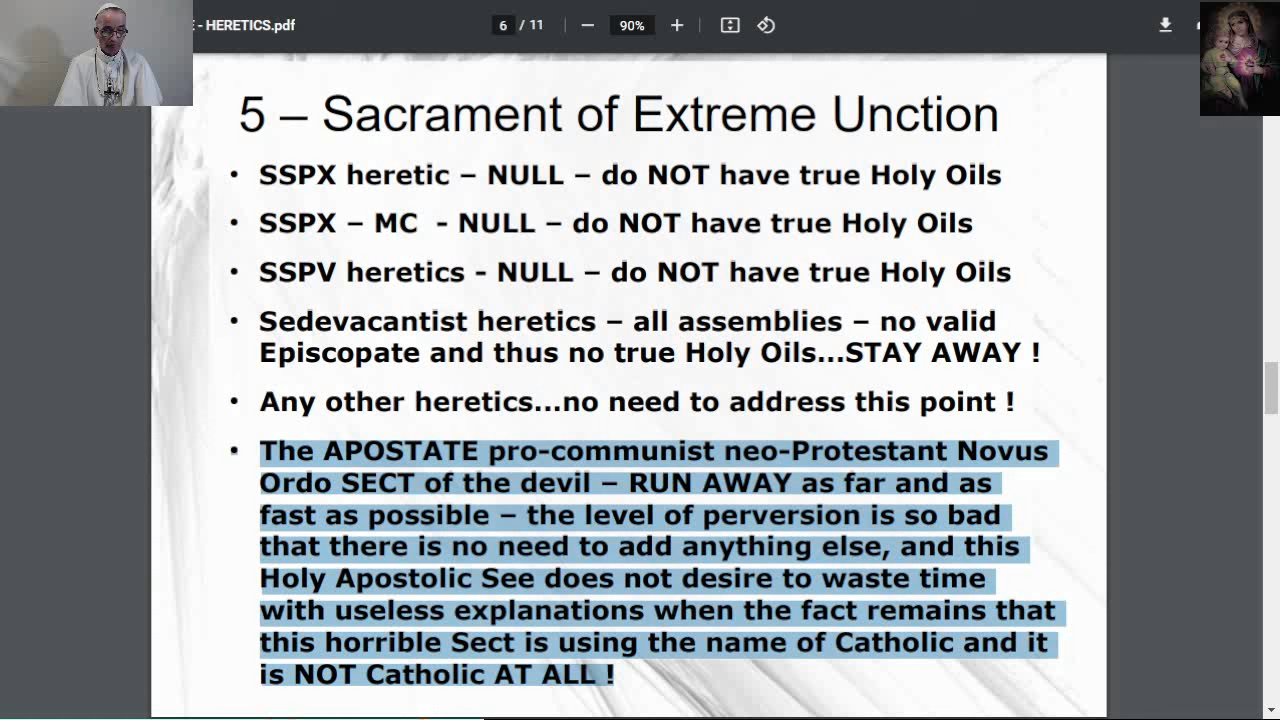 - HERETICS.pdf
6 / 11
90%
5 – Sacrament of Extreme Unction
• SSPX heretic – NULL – do NOT have true Holy Oils
• SSPX – MC - NULL – do NOT have true Holy Oils
• SSPV heretics - NULL – do NOT have true Holy Oils
• Sedevacantist heretics – all assemblies – no valid
Episcopate and thus no true Holy Oils...STAY AWAY !
• Any other heretics...no need to address this point !
• The APOSTATE pro-communist neo-Protestant Novus
Ordo SECT of the devil – RUN AWAY as far and as
fast as possible – the level of perversion is so bad
that there is no need to add anything else, and this
Holy Apostolic See does not desire to waste time
with useless explanations when the fact remains that
this horrible Sect is using the name of Catholic and it
is NOT Catholic AT ALL !